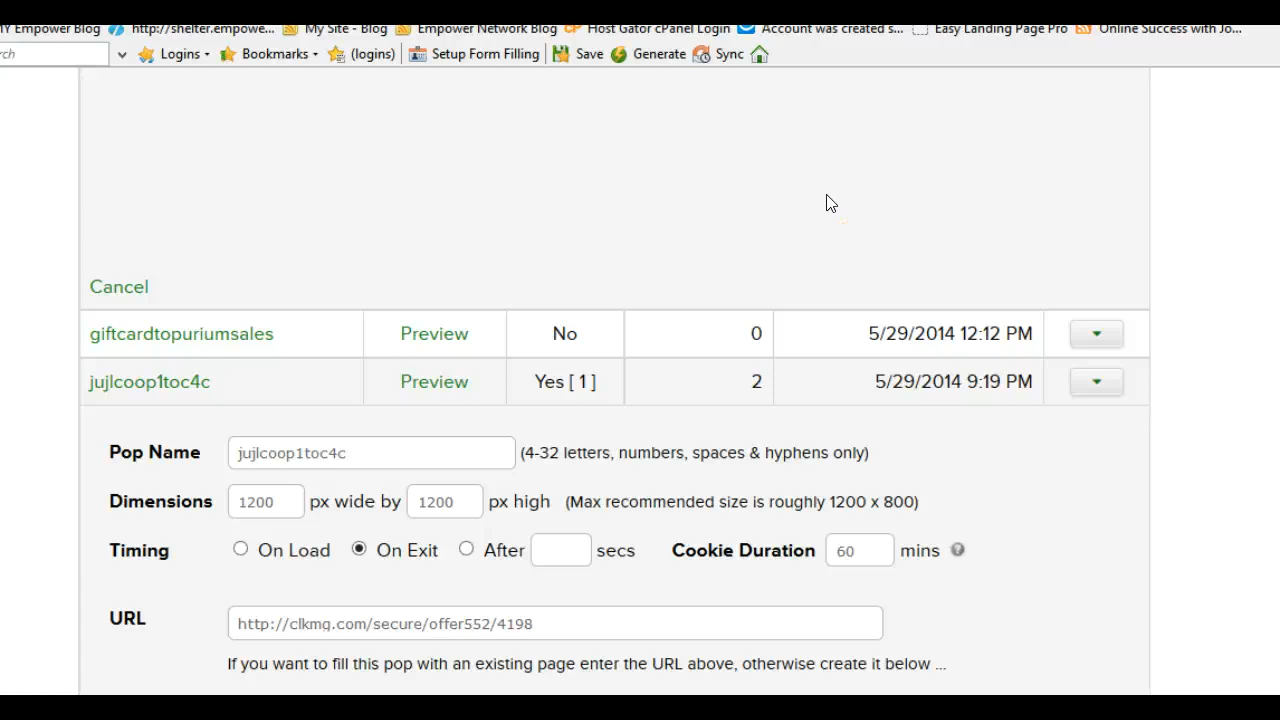 MY Empower Blog http://shelter.empowe... My Site - Blog Empower Network Blog CP Host Gator cPanel Login Account was created s... Easy Landing Page Pro Online Success with Jo...
Logins (logins) Bookmarks Setup Form Filling Save Generate Sync
Cancel
giftcardtopuriumsales Preview No 0 5/29/2014 12:12 PM
jujlcoop1toc4c Preview Yes [ 1 ] 2 5/29/2014 9:19 PM
Pop Name jujlcoop1toc4c (4-32 letters, numbers, spaces & hyphens only)
Dimensions 1200 px wide by 1200 px high (Max recommended size is roughly 1200 x 800)
Timing On Load On Exit After secs Cookie Duration 60 mins ?
URL http://clkmg.com/secure/offer552/4198
If you want to fill this pop with an existing page enter the URL above, otherwise create it below ...